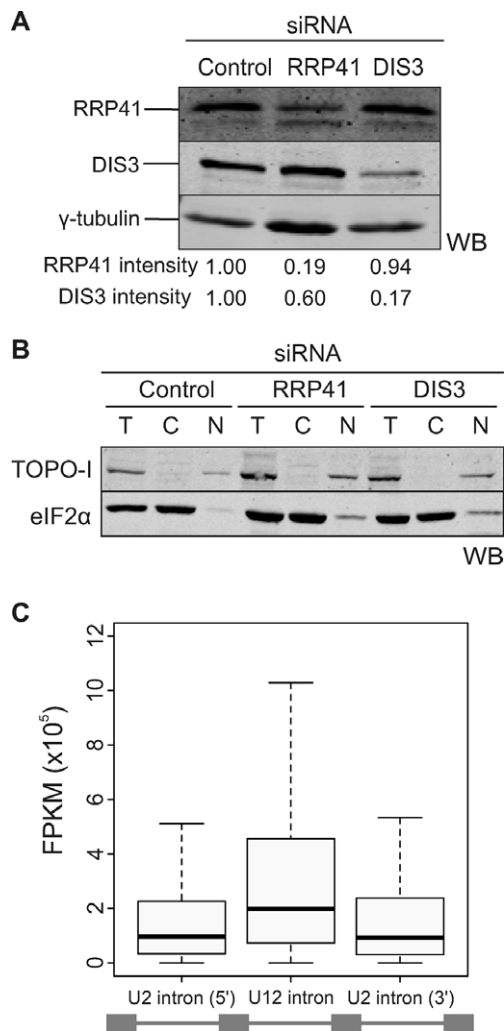 A
siRNA
Control RRP41 DIS3
RRP41
DIS3
γ-tubulin
WB
RRP41 intensity 1.00 0.19 0.94
DIS3 intensity 1.00 0.60 0.17
B
siRNA
Control RRP41 DIS3
T C N T C N T C N
TOPO-I
eIF2α
WB
C
FPKM (x10⁵)
12
10
8
6
4
2
0
U2 intron (5') U12 intron U2 intron (3')